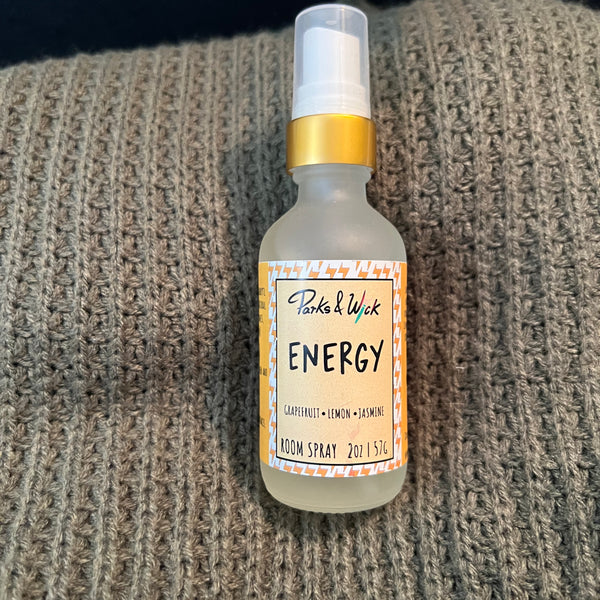 Parks & Wick
ENERGY
GRAPEFRUIT • LEMON • JASMINE
ROOM SPRAY 2OZ | 57G